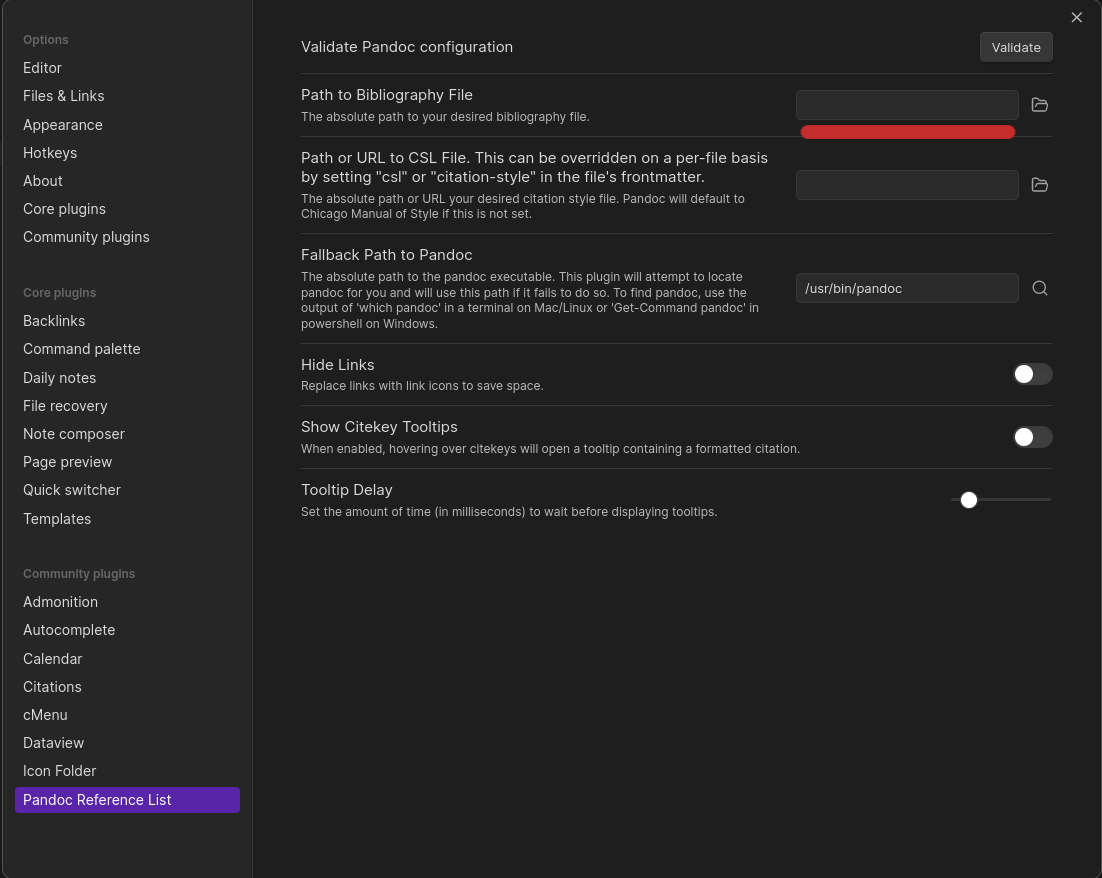 Options
Editor
Files & Links
Appearance
Hotkeys
About
Core plugins
Community plugins
Core plugins
Backlinks
Command palette
Daily notes
File recovery
Note composer
Page preview
Quick switcher
Templates
Community plugins
Admonition
Autocomplete
Calendar
Citations
cMenu
Dataview
Icon Folder
Pandoc Reference List
Validate Pandoc configuration
Validate
Path to Bibliography File
The absolute path to your desired bibliography file.
Path or URL to CSL File. This can be overridden on a per-file basis
by setting "csl" or "citation-style" in the file's frontmatter.
The absolute path or URL your desired citation style file. Pandoc will default to
Chicago Manual of Style if this is not set.
Fallback Path to Pandoc
The absolute path to the pandoc executable. This plugin will attempt to locate
pandoc for you and will use this path if it fails to do so. To find pandoc, use the
output of 'which pandoc' in a terminal on Mac/Linux or 'Get-Command pandoc' in
powershell on Windows.
/usr/bin/pandoc
Hide Links
Replace links with link icons to save space.
Show Citekey Tooltips
When enabled, hovering over citekeys will open a tooltip containing a formatted citation.
Tooltip Delay
Set the amount of time (in milliseconds) to wait before displaying tooltips.